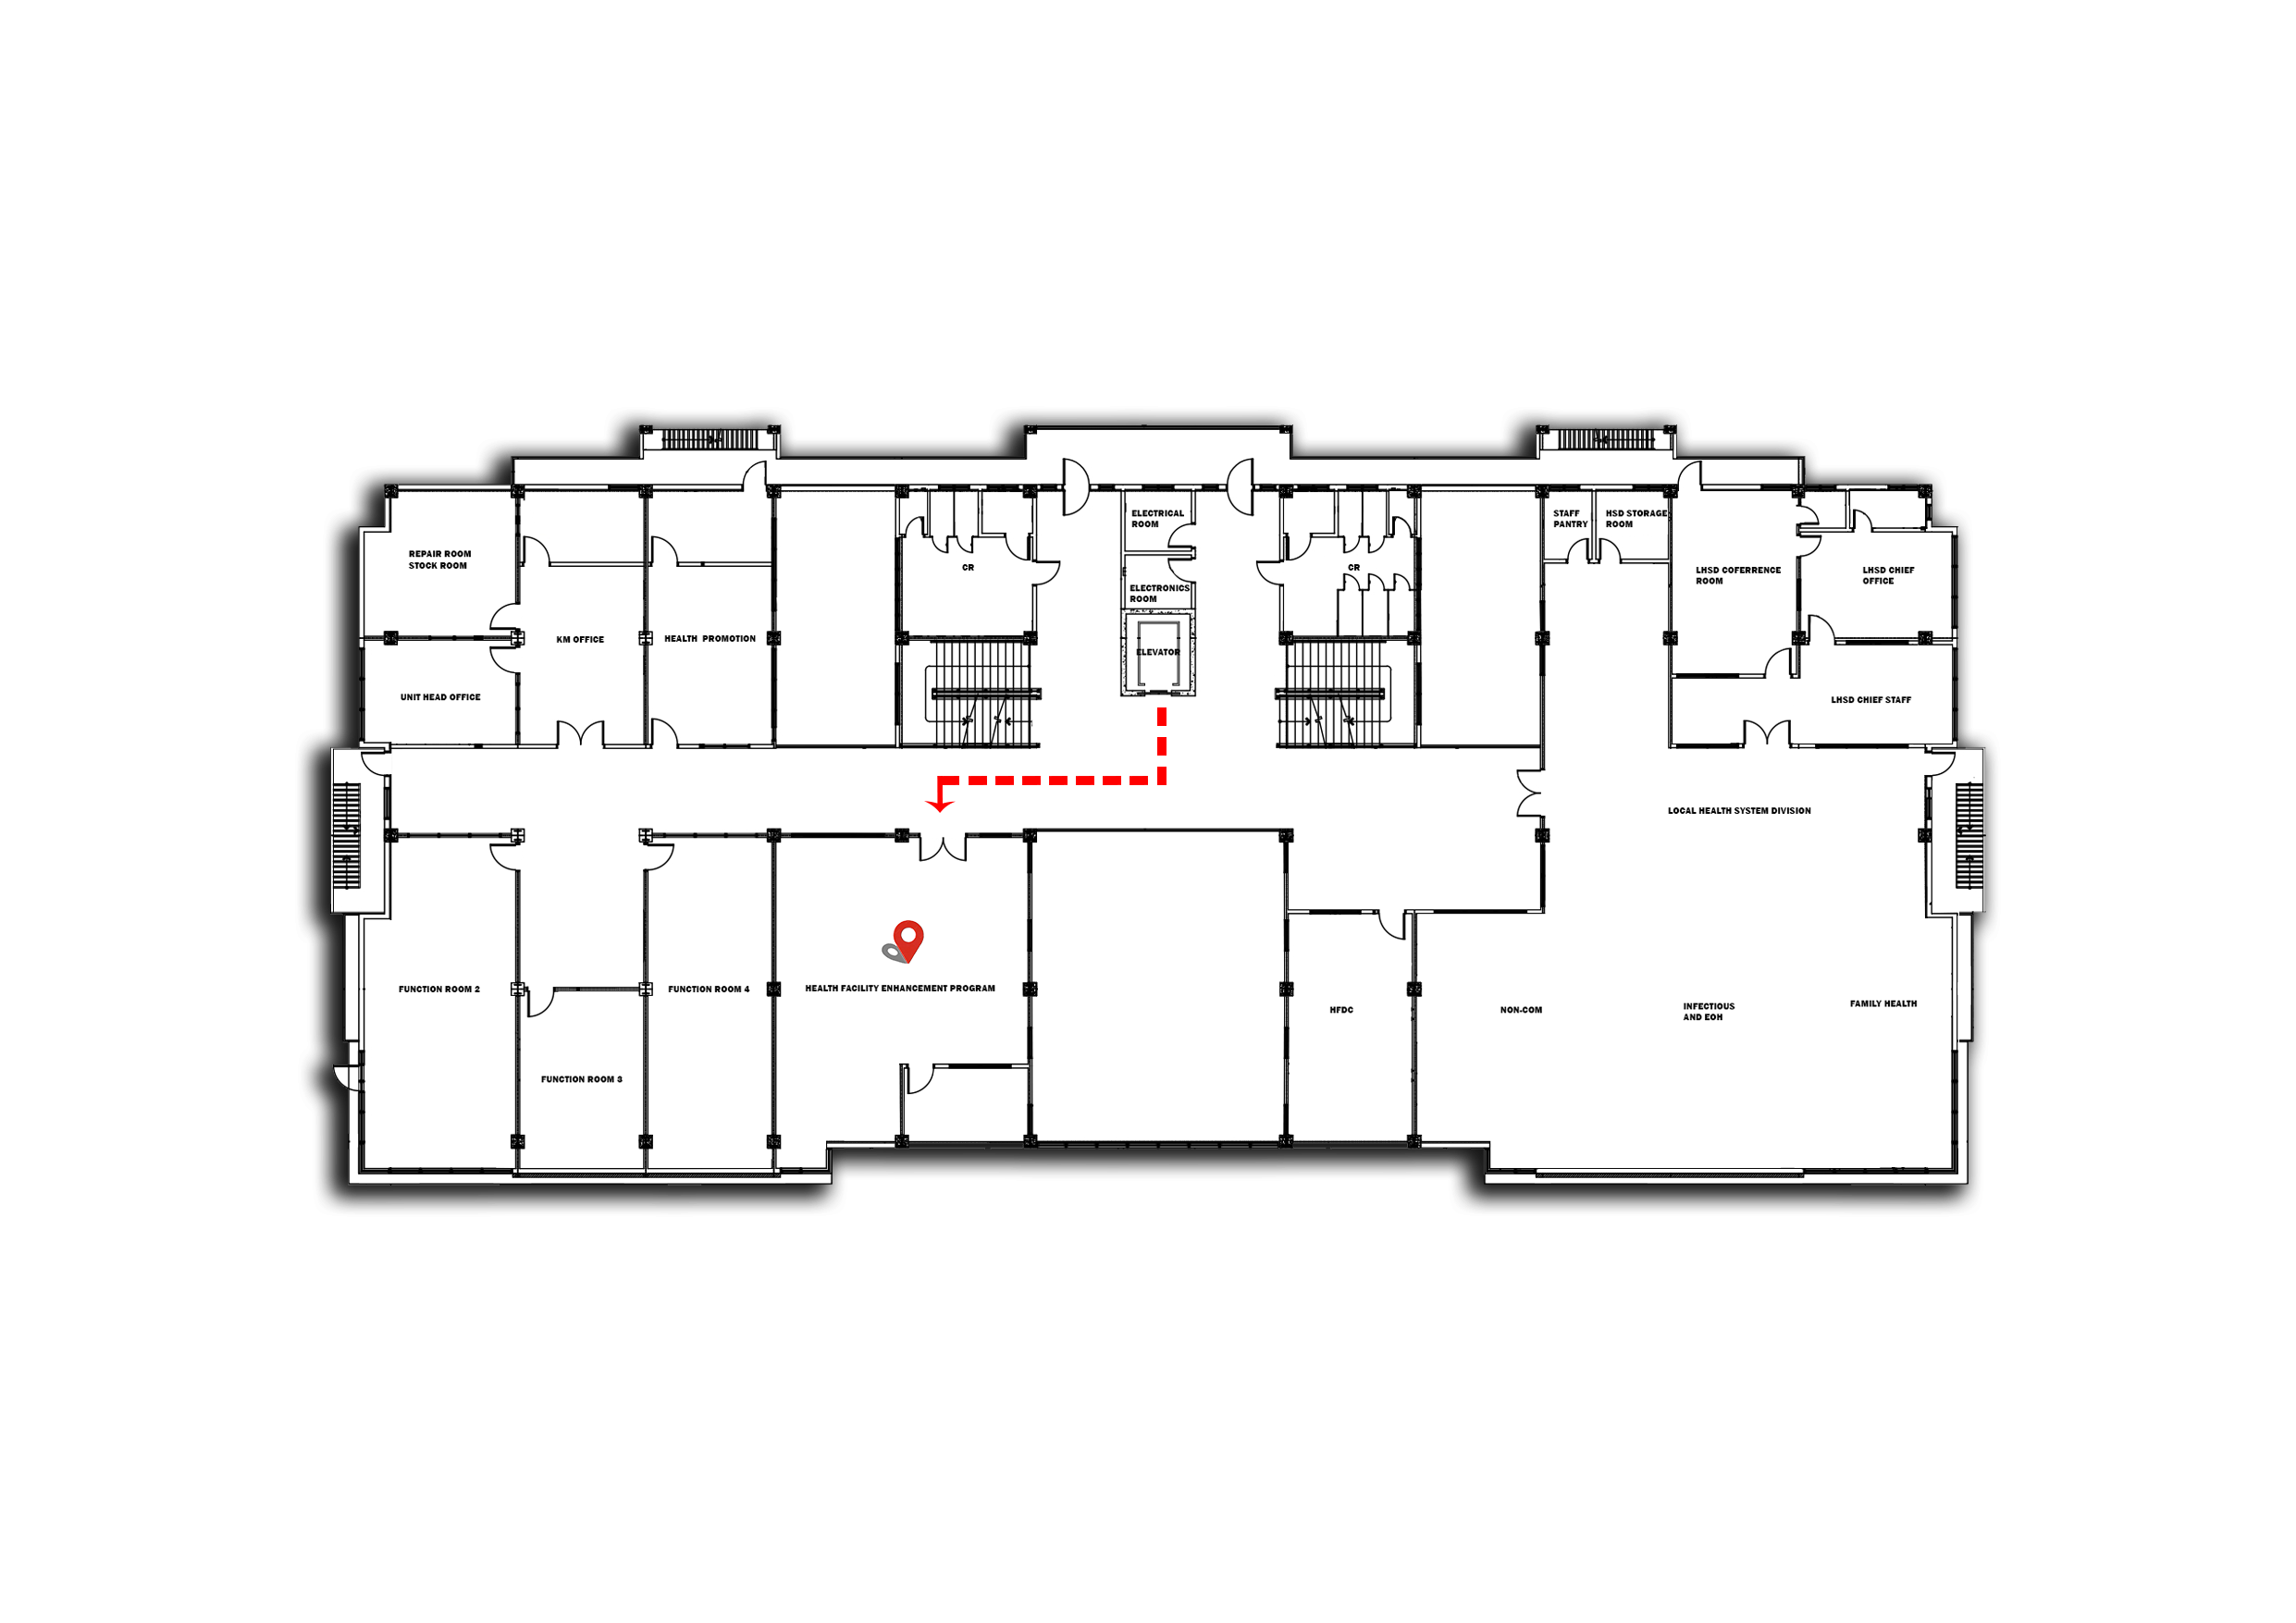 ELECTRICAL
ROOM
STAFF
PANTRY
HSD STORAGE
ROOM
REPAIR ROOM
STOCK ROOM
CR
CR
LHSD COFERRENCE
ROOM
LHSD CHIEF
OFFICE
ELECTRONICS
ROOM
KM OFFICE
HEALTH PROMOTION
ELEVATOR
UNIT HEAD OFFICE
LHSD CHIEF STAFF
LOCAL HEALTH SYSTEM DIVISION
FUNCTION ROOM 2
FUNCTION ROOM 4
HEALTH FACILITY ENHANCEMENT PROGRAM
HFDC
NON-COM
INFECTIOUS
AND EOH
FAMILY HEALTH
FUNCTION ROOM 3